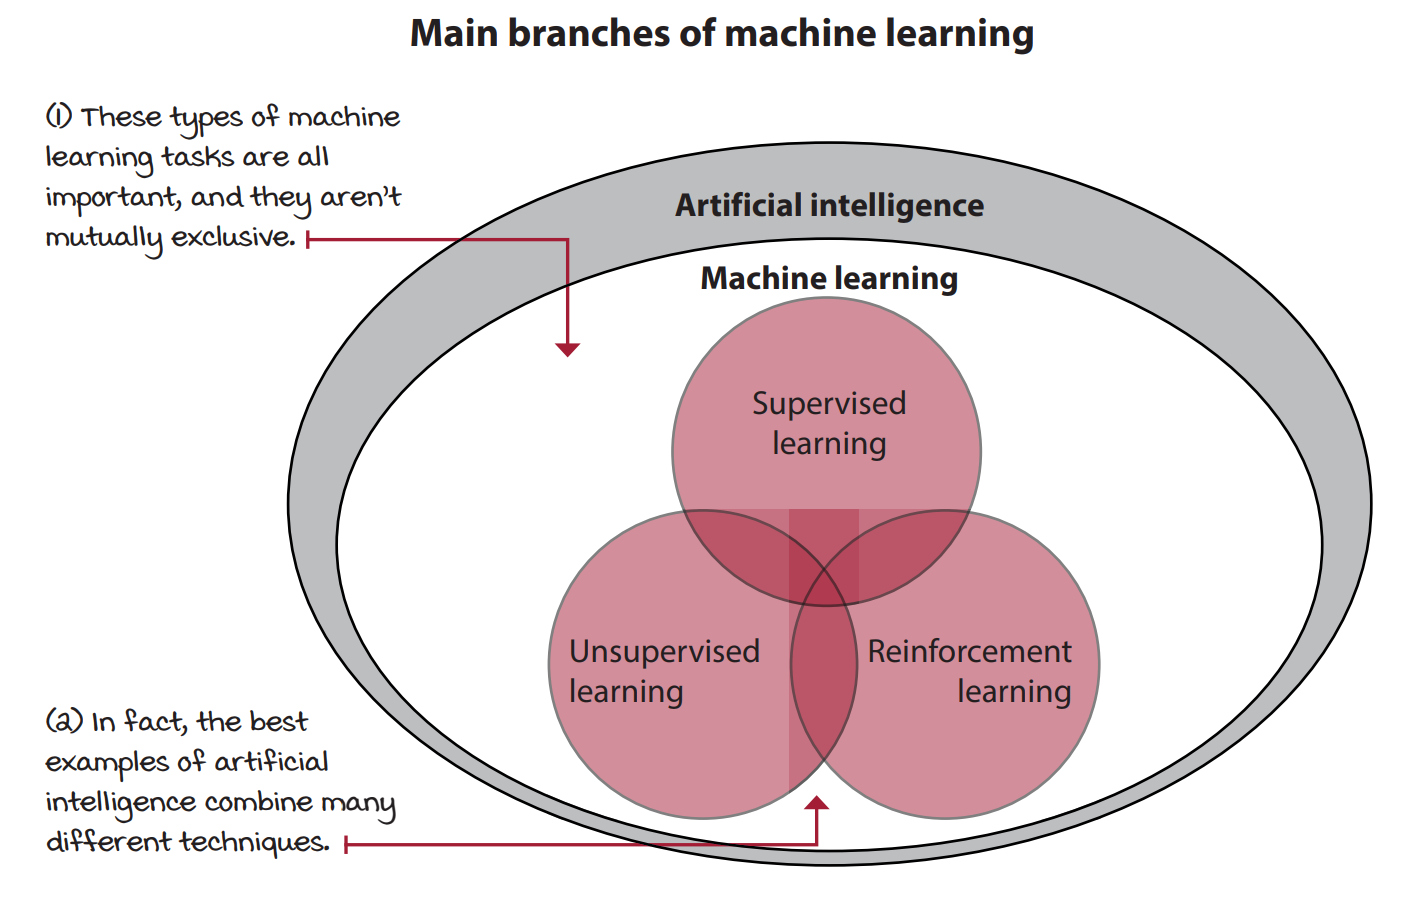 Main branches of machine learning
(1) These types of machine
learning tasks are all
important, and they aren't
mutually exclusive.
Artificial intelligence
Machine learning
Supervised
learning
Unsupervised
learning
Reinforcement
learning
(2) In fact, the best
examples of artificial
intelligence combine many
different techniques.